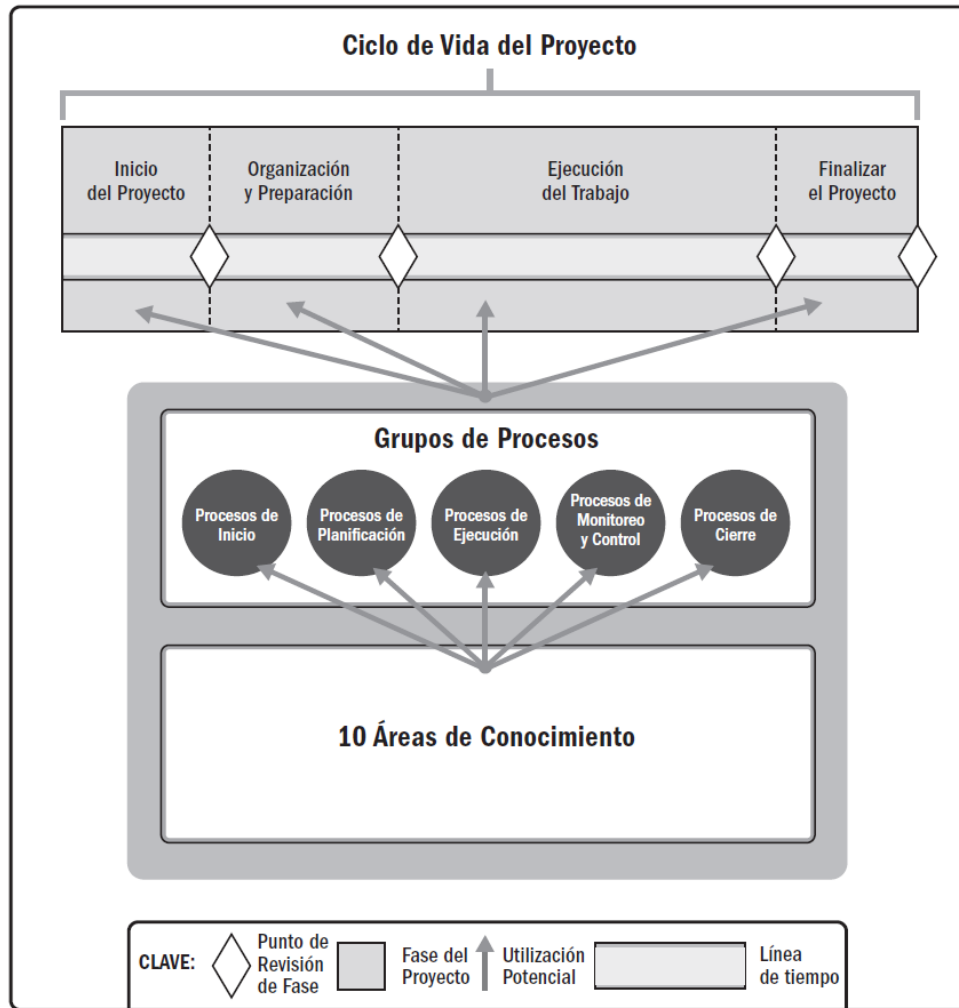 Ciclo de Vida del Proyecto
Inicio
del Proyecto
Organización
y Preparación
Ejecución
del Trabajo
Finalizar
el Proyecto
Grupos de Procesos
Procesos de
Inicio
Procesos de
Planificación
Procesos de
Ejecución
Procesos de
Monitoreo
y Control
Procesos de
Cierre
10 Áreas de Conocimiento
CLAVE:
Punto de
Revisión
de Fase
Fase del
Proyecto
Utilización
Potencial
Línea
de tiempo